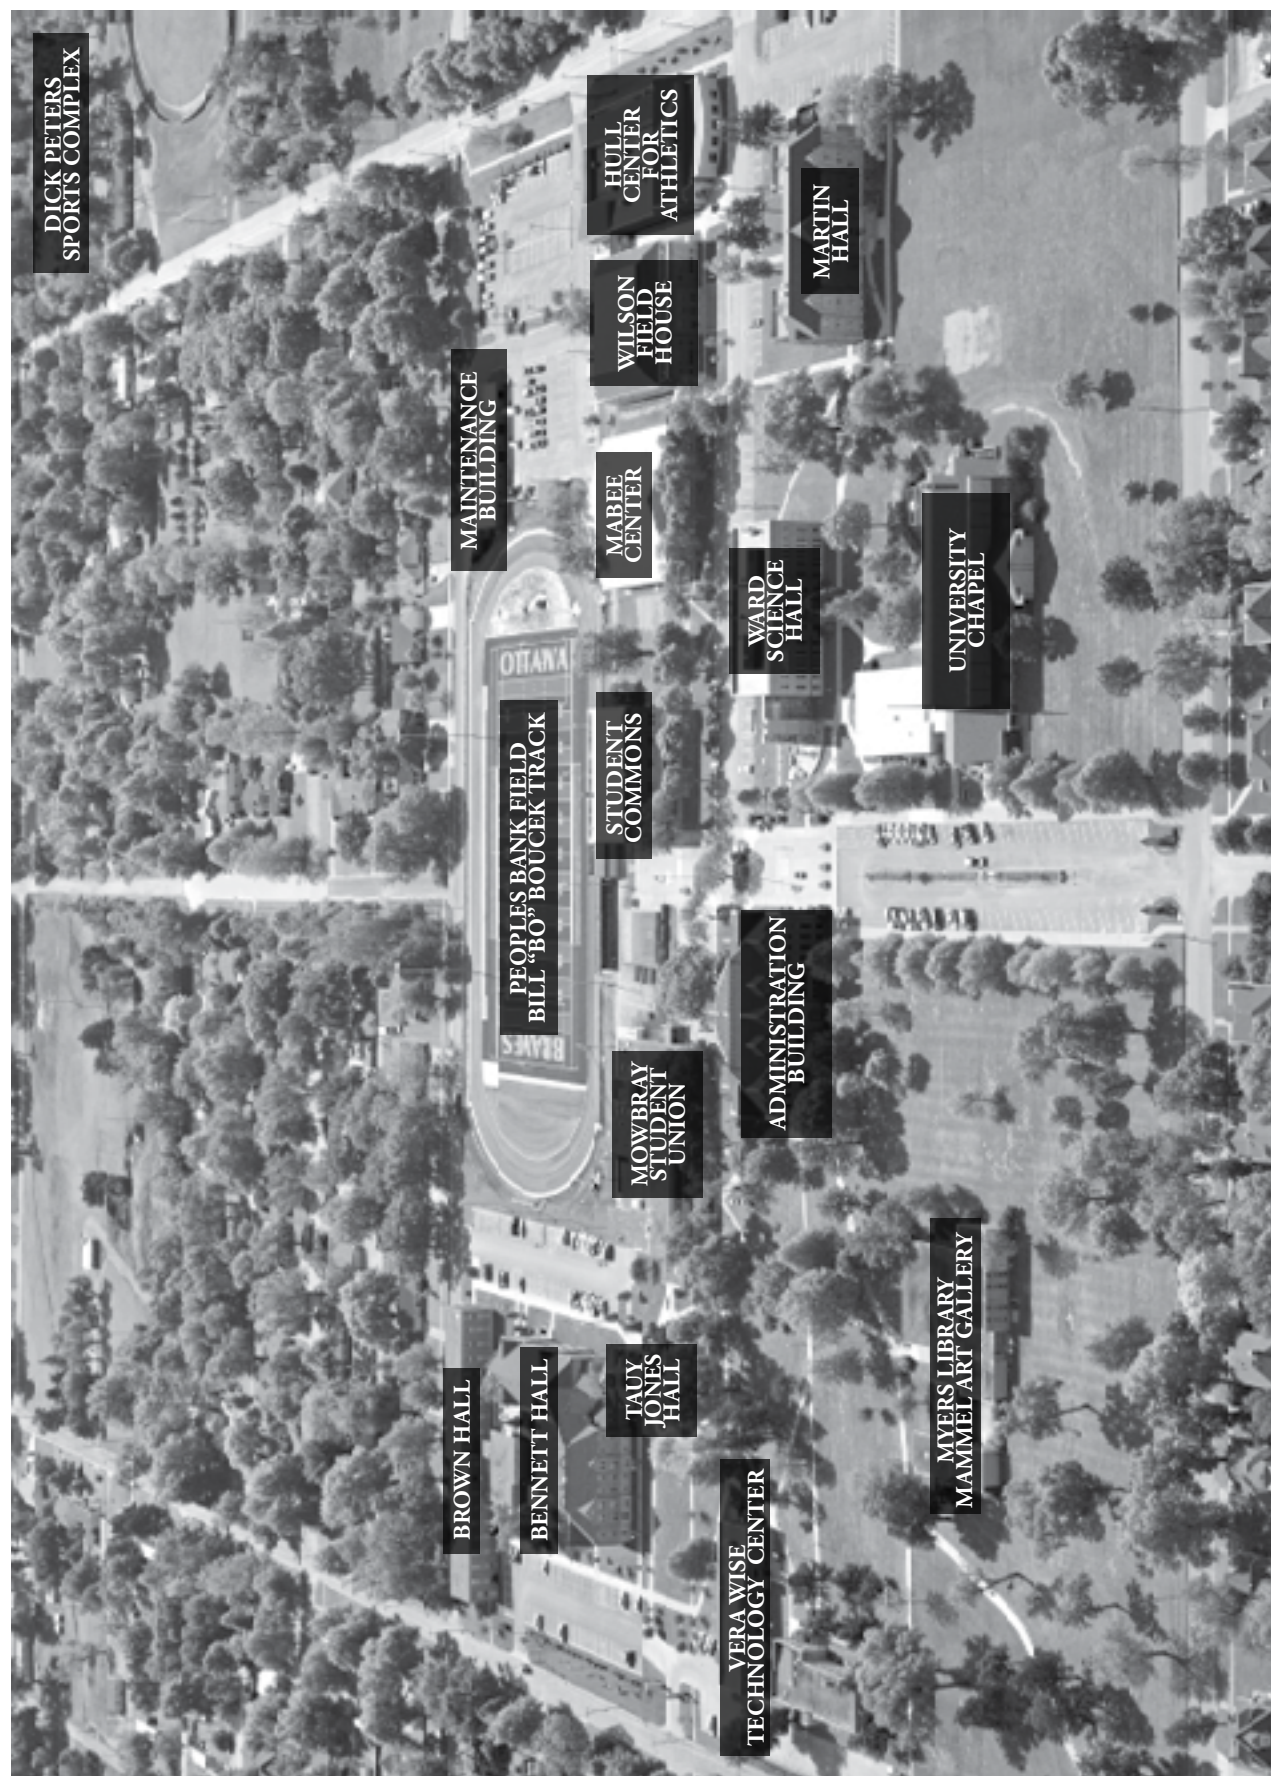 DICK PETERS
SPORTS COMPLEX
BROWN HALL
MAINTENANCE
BUILDING
BENNETT HALL
BRAVES
PEOPLES BANK FIELD
BILL “BO” BOUCEK TRACK
OTTAWA
TAUY
JONES
HALL
MOWBRAY
STUDENT
UNION
STUDENT
COMMONS
MABEE
CENTER
WILSON
FIELD
HOUSE
HULL
CENTER
FOR
ATHLETICS
VERA WISE
TECHNOLOGY CENTER
ADMINISTRATION
BUILDING
WARD
SCIENCE
HALL
MARTIN
HALL
MYERS LIBRARY
MAMMEL ART GALLERY
UNIVERSITY
CHAPEL